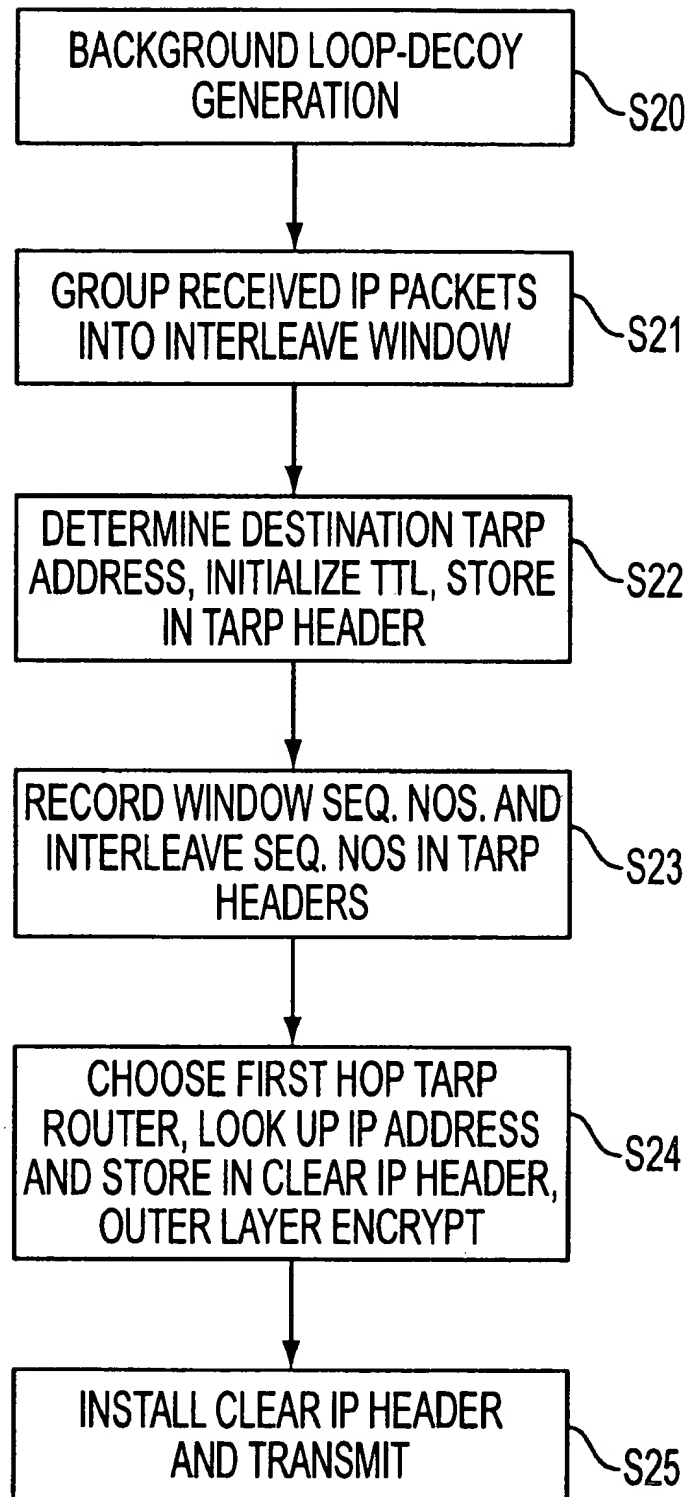 BACKGROUND LOOP-DECOY
GENERATION
S20
GROUP RECEIVED IP PACKETS
INTO INTERLEAVE WINDOW
S21
DETERMINE DESTINATION TARP
ADDRESS, INITIALIZE TTL, STORE
IN TARP HEADER
S22
RECORD WINDOW SEQ. NOS. AND
INTERLEAVE SEQ. NOS IN TARP
HEADERS
S23
CHOOSE FIRST HOP TARP
ROUTER, LOOK UP IP ADDRESS
AND STORE IN CLEAR IP HEADER,
OUTER LAYER ENCRYPT
S24
INSTALL CLEAR IP HEADER
AND TRANSMIT
S25